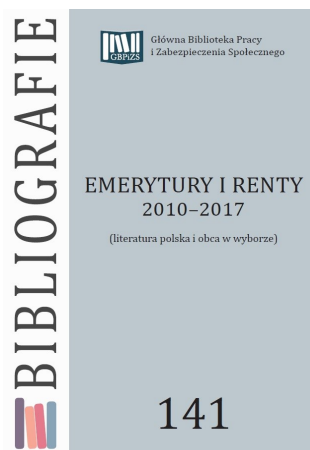 BIBLIOGRAFIE
GBPiZS
Główna Biblioteka Pracy
i Zabezpieczenia Społecznego
EMERYTURY I RENTY
2010–2017
(literatura polska i obca w wyborze)
141